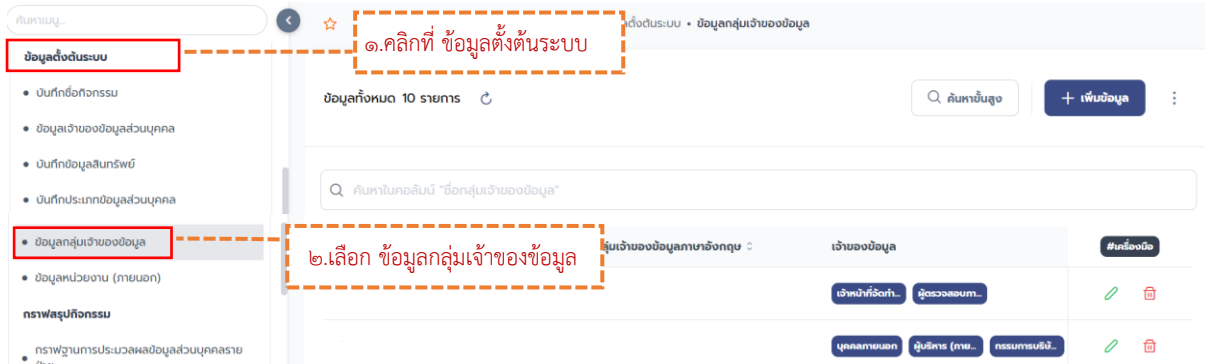 ค้นหาเมนู...
ข้อมูลตั้งต้นระบบ
บันทึกชื่อกิจกรรม
ข้อมูลเจ้าของข้อมูลส่วนบุคคล
บันทึกข้อมูลสินทรัพย์
บันทึกประเภทข้อมูลส่วนบุคคล
ข้อมูลกลุ่มเจ้าของข้อมูล
ข้อมูลหน่วยงาน (ภายนอก)
กราฟสรุปกิจกรรม
กราฟฐานการประมวลผลข้อมูลส่วนบุคคลราย
๑.คลิกที่ ข้อมูลตั้งต้นระบบ
ตั้งต้นระบบ • ข้อมูลกลุ่มเจ้าของข้อมูล
ข้อมูลทั้งหมด 10 รายการ
ค้นหาขั้นสูง
+ เพิ่มข้อมูล
ค้นหาในคอลัมน์ "ชื่อกลุ่มเจ้าของข้อมูล"
๒.เลือก ข้อมูลกลุ่มเจ้าของข้อมูล
กลุ่มเจ้าของข้อมูลภาษาอังกฤษ
เจ้าของข้อมูล
#เครื่องมือ
เจ้าหน้าที่จัดทำ... ผู้ตรวจสอบภา...
บุคคลภายนอก ผู้บริหาร (ภาย... กรรมการบริษั...